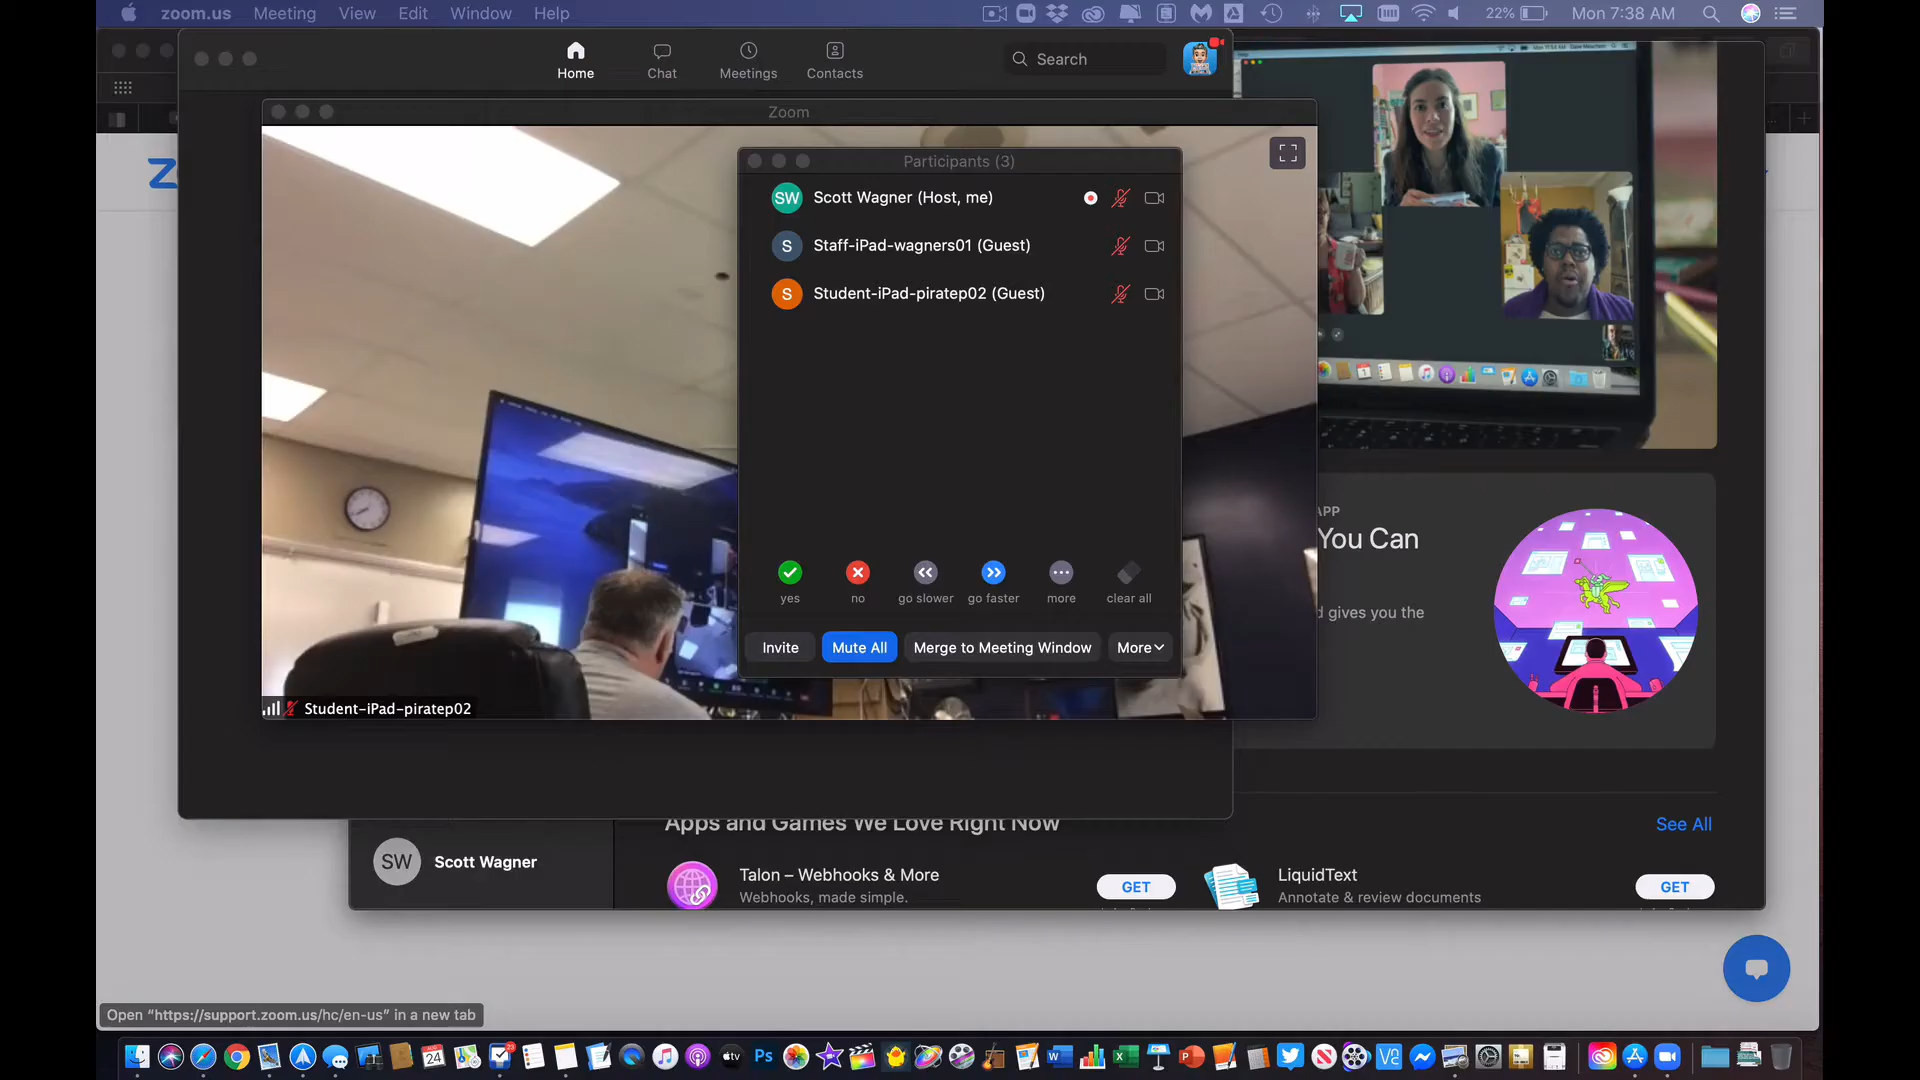 zoom.us Meeting View Edit Window Help 22% Mon 7:38 AM
Home Chat Meetings Contacts Search
Zoom
Participants (3)
SW Scott Wagner (Host, me)
S Staff-iPad-wagners01 (Guest)
S Student-iPad-piratep02 (Guest)
yes no go slower go faster more clear all
Invite Mute All Merge to Meeting Window More
Student-iPad-piratep02
APP
You Can
d gives you the
Apps and Games We Love Right Now See All
SW Scott Wagner
Talon – Webhooks & More
Webhooks, made simple.
GET
LiquidText
Annotate & review documents
GET
Open “https://support.zoom.us/hc/en-us” in a new tab